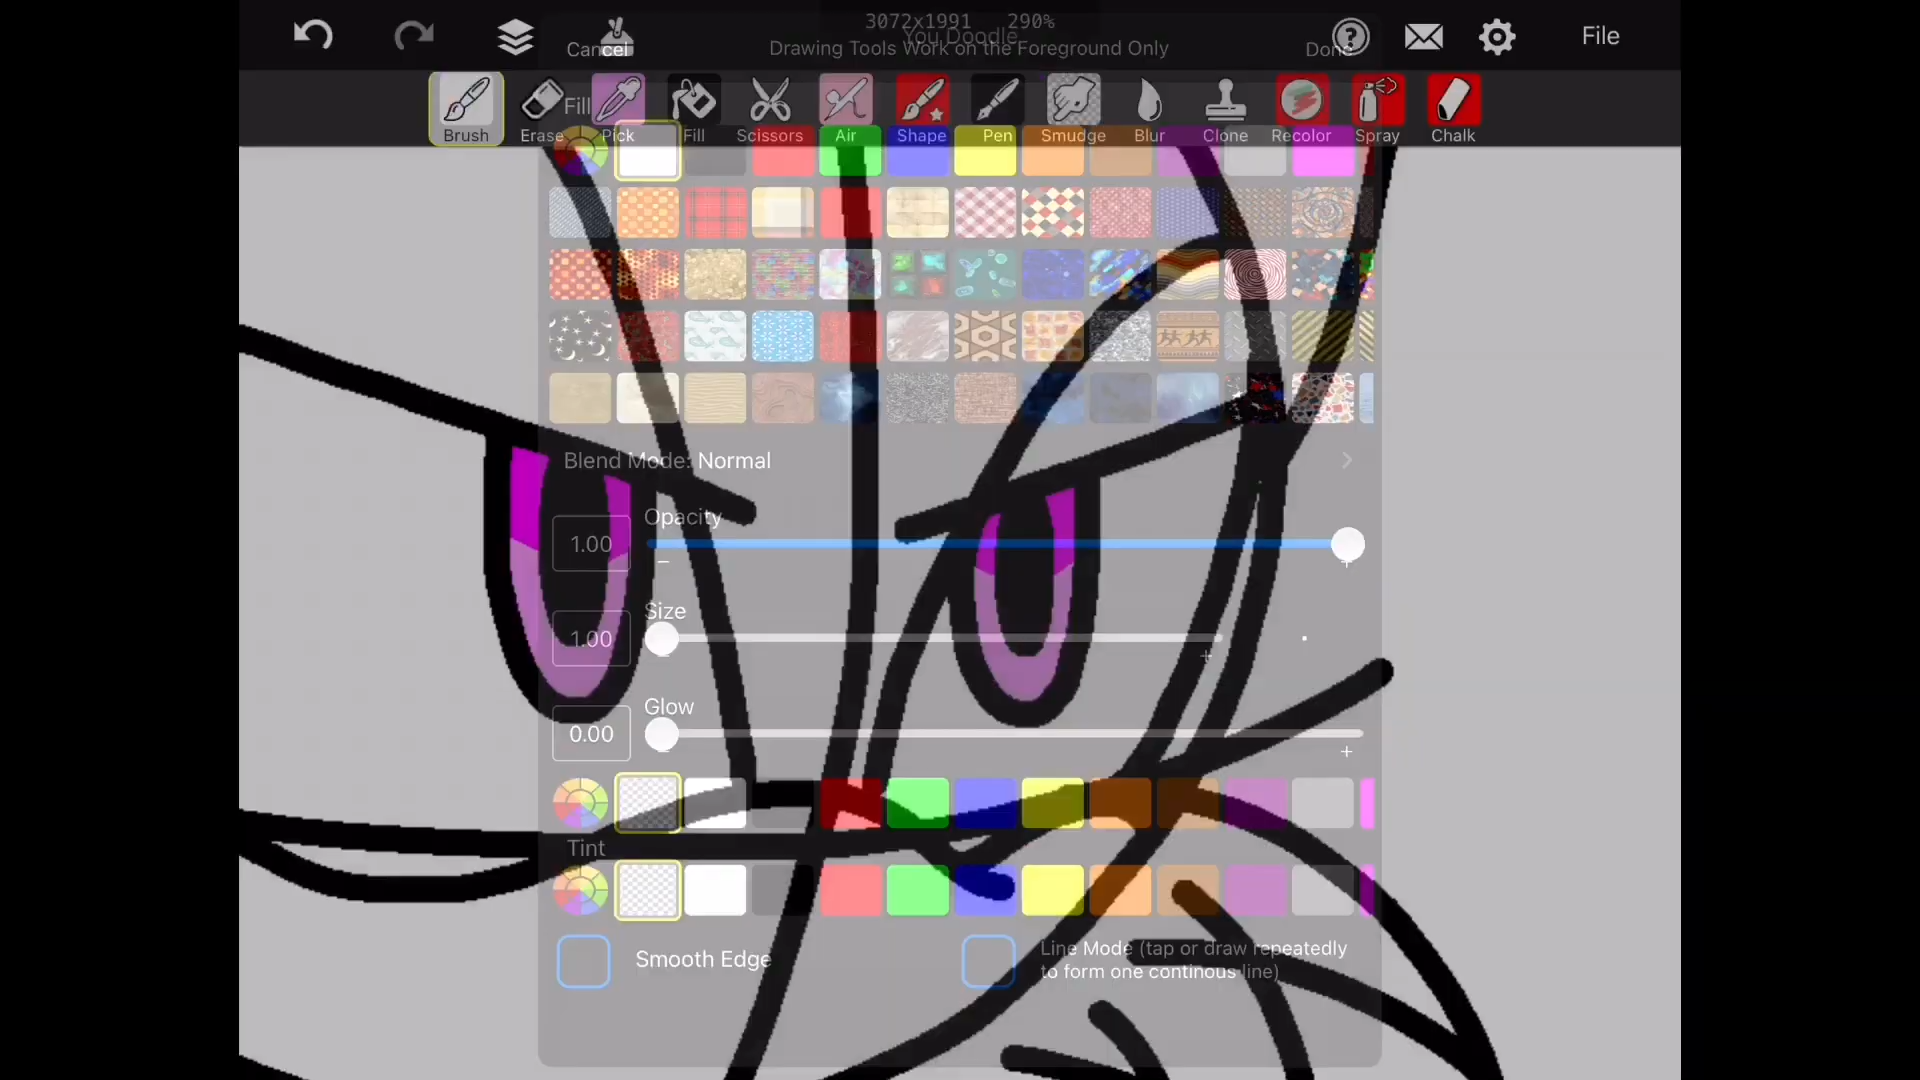 3072x1991 290%
You Doodle
Cancel
Drawing Tools Work on the Foreground Only
Done
?
File
Fill
Brush
Erase
Pick
Fill
Scissors
Air
Shape
Pen
Smudge
Blur
Clone
Recolor
Spray
Chalk
Blend Mode: Normal
Opacity
1.00
Size
1.00
Glow
0.00
Tint
Smooth Edge
Line Mode (tap or draw repeatedly
to form one continous line)